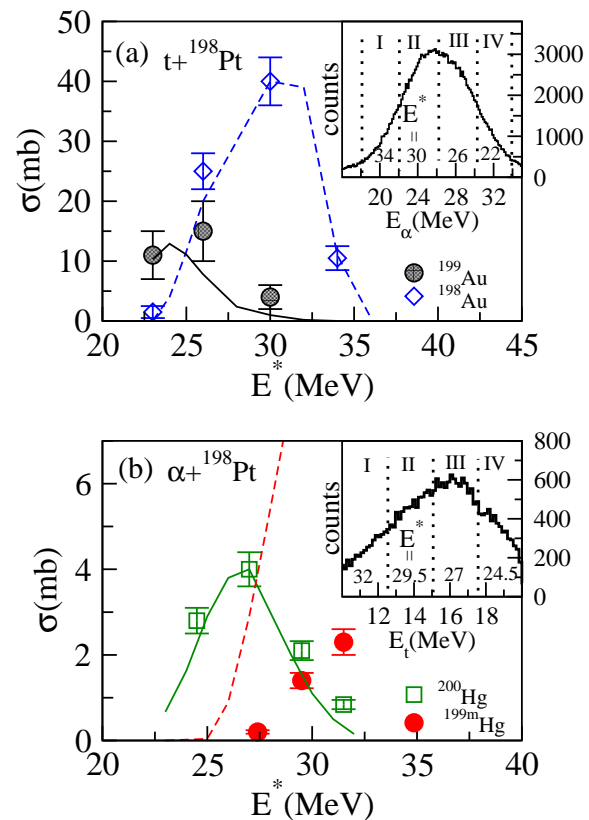 (a) t+¹⁹⁸Pt
σ(mb)
50
40
30
20
10
0
20 25 30 35 40 45
E*(MeV)
¹⁹⁹Au
¹⁹⁸Au
I II III IV
counts
E*
=
34 30 26 22
3000
2000
1000
0
20 24 28 32
E_α(MeV)
(b) α+¹⁹⁸Pt
σ(mb)
6
4
2
0
20 25 30 35 40
E*(MeV)
²⁰⁰Hg
¹⁹⁹ᵐHg
I II III IV
counts
E*
=
32 29.5 27 24.5
800
600
400
200
0
12 14 16 18
E_t(MeV)